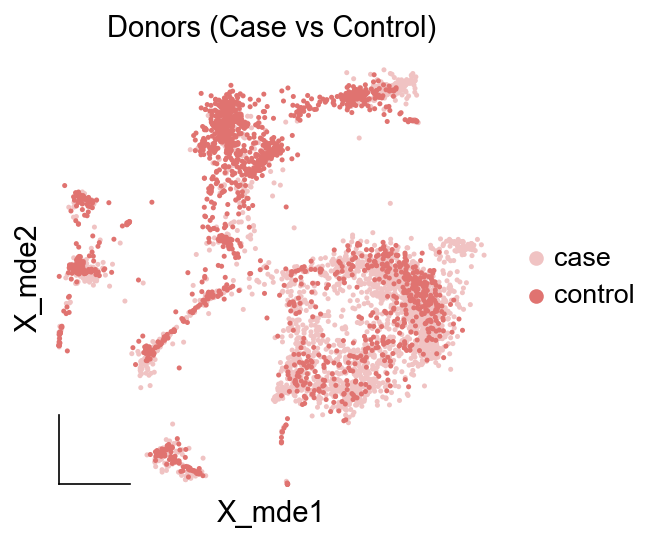 Donors (Case vs Control)
X_mde2
case
control
X_mde1